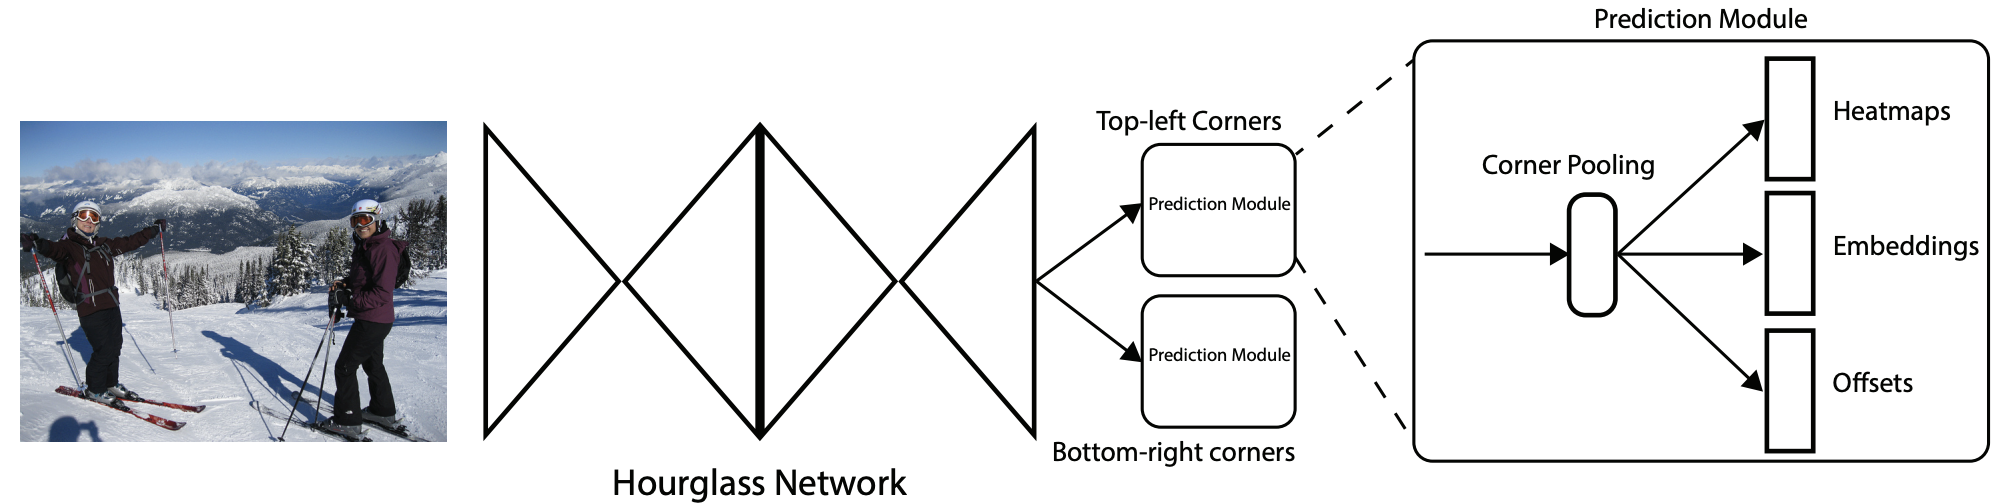 Prediction Module
Top-left Corners
Heatmaps
Corner Pooling
Prediction Module
Embeddings
Prediction Module
Offsets
Bottom-right corners
Hourglass Network